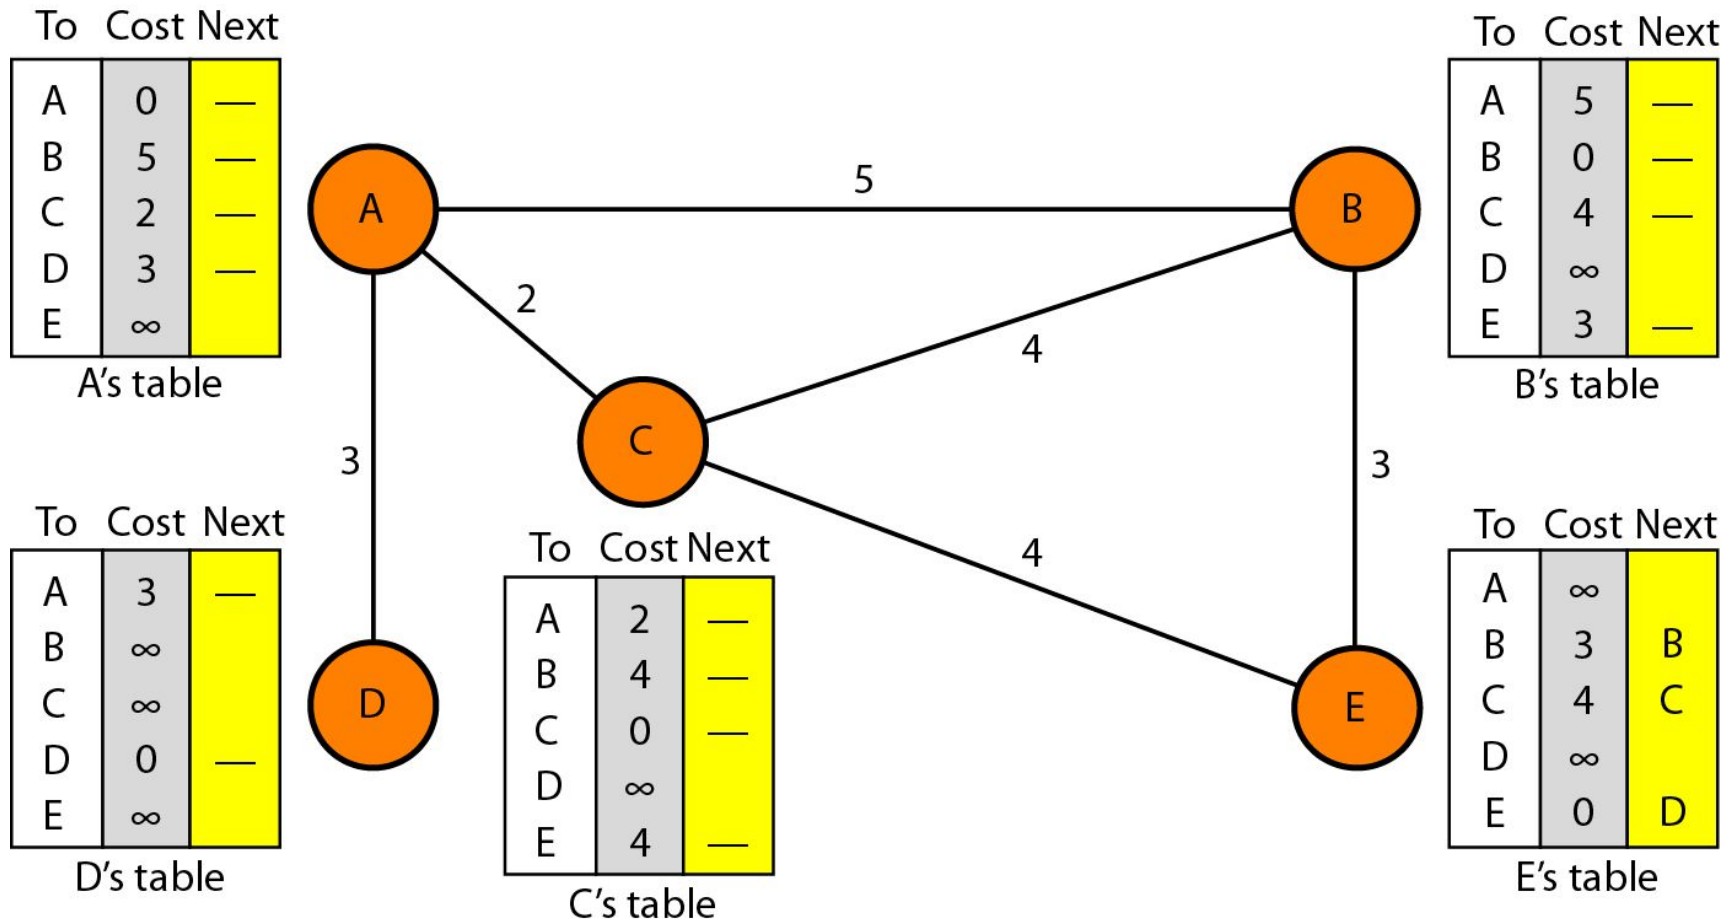 To Cost Next
A 0 —
B 5 —
C 2 —
D 3 —
E ∞
A's table
To Cost Next
A 5 —
B 0 —
C 4 —
D ∞
E 3 —
B's table
A
5
B
2
4
C
3
3
4
D
E
To Cost Next
A 3 —
B ∞
C ∞
D 0 —
E ∞
D's table
To Cost Next
A 2 —
B 4 —
C 0 —
D ∞
E 4 —
C's table
To Cost Next
A ∞
B 3 B
C 4 C
D ∞
E 0 D
E's table